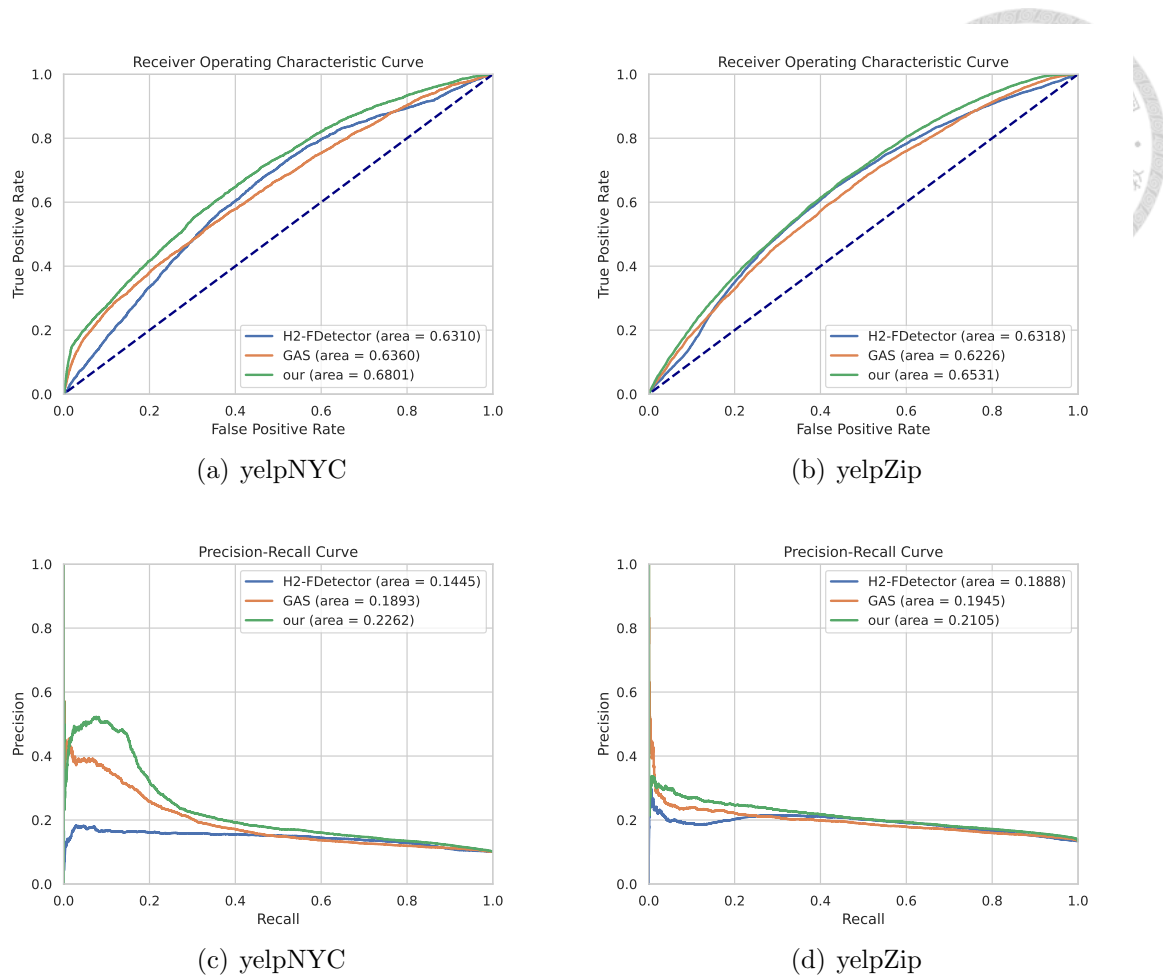 Receiver Operating Characteristic Curve
True Positive Rate
1.0
0.8
0.6
0.4
0.2
0.0
H2-FDetector (area = 0.6310)
GAS (area = 0.6360)
our (area = 0.6801)
0.0 0.2 0.4 0.6 0.8 1.0
False Positive Rate
(a) yelpNYC
Receiver Operating Characteristic Curve
True Positive Rate
1.0
0.8
0.6
0.4
0.2
0.0
H2-FDetector (area = 0.6318)
GAS (area = 0.6226)
our (area = 0.6531)
0.0 0.2 0.4 0.6 0.8 1.0
False Positive Rate
(b) yelpZip
Precision-Recall Curve
Precision
1.0
0.8
0.6
0.4
0.2
0.0
H2-FDetector (area = 0.1445)
GAS (area = 0.1893)
our (area = 0.2262)
0.0 0.2 0.4 0.6 0.8 1.0
Recall
(c) yelpNYC
Precision-Recall Curve
Precision
1.0
0.8
0.6
0.4
0.2
0.0
H2-FDetector (area = 0.1888)
GAS (area = 0.1945)
our (area = 0.2105)
0.0 0.2 0.4 0.6 0.8 1.0
Recall
(d) yelpZip